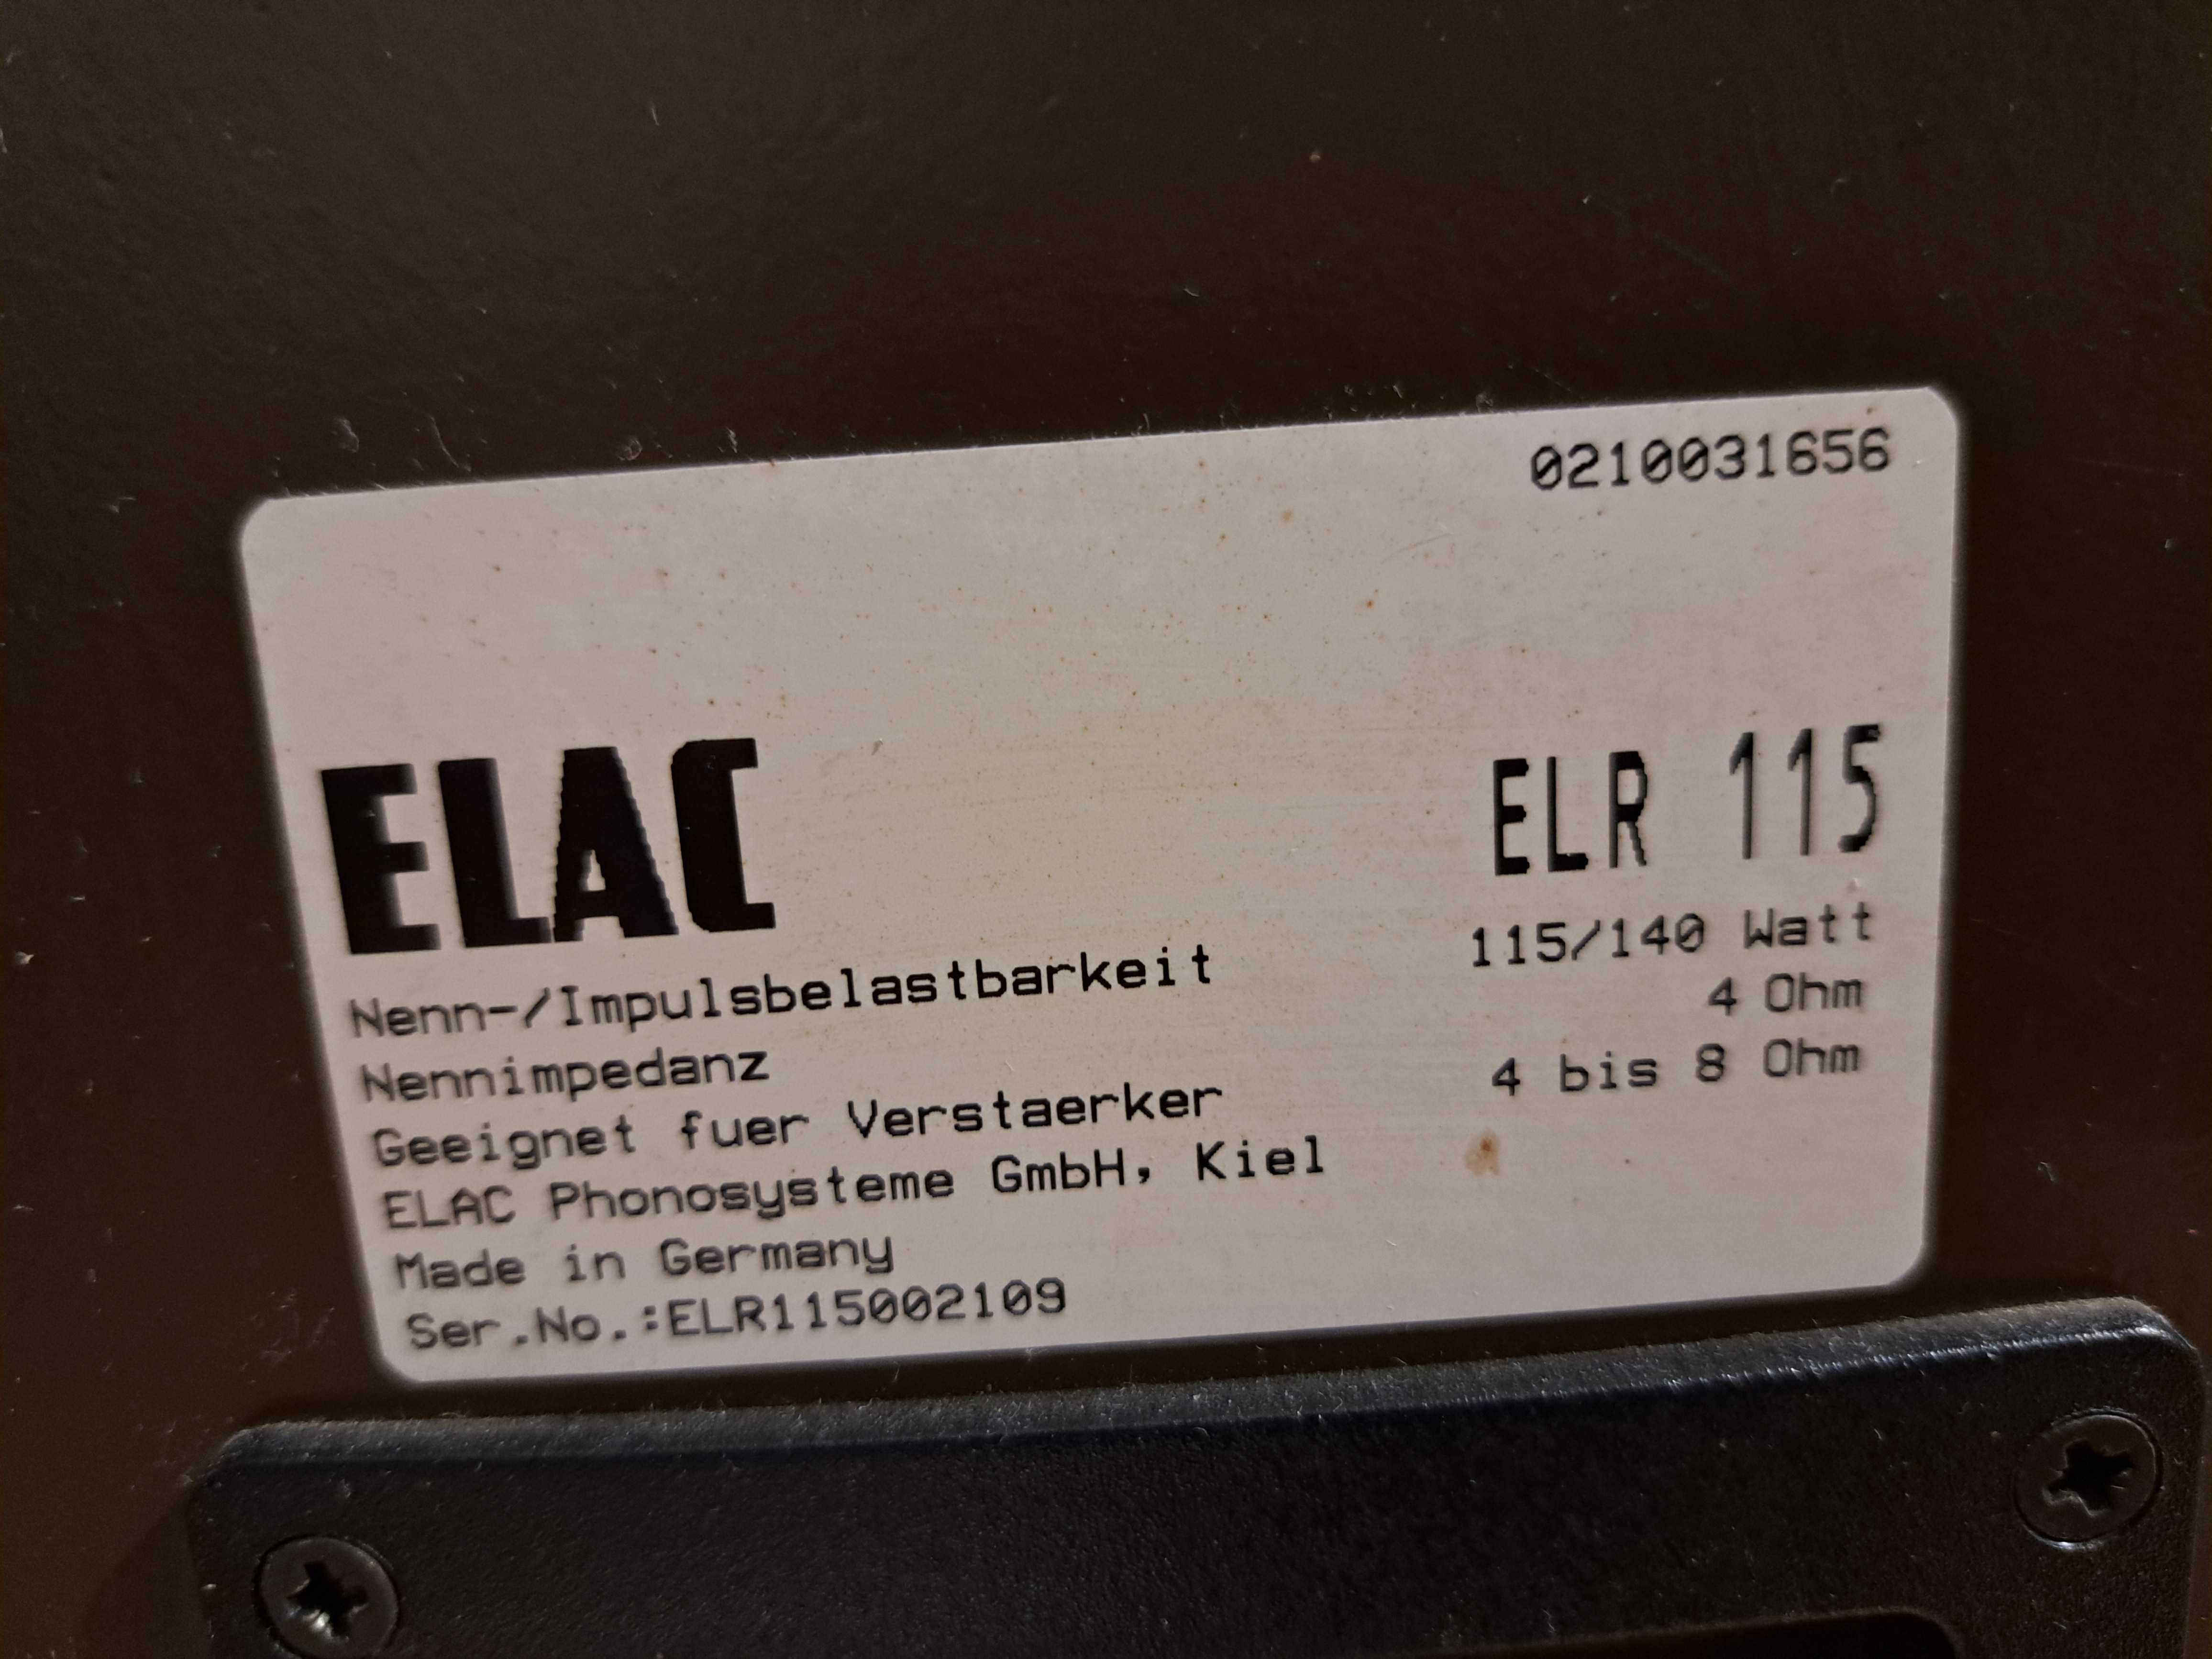 0210031656
ELAC ELR 115
Nenn-/Impulsbelastbarkeit 115/140 Watt
Nennimpedanz 4 Ohm
Geeignet fuer Verstaerker 4 bis 8 Ohm
ELAC Phonosysteme GmbH, Kiel
Made in Germany
Ser.No.:ELR115002109